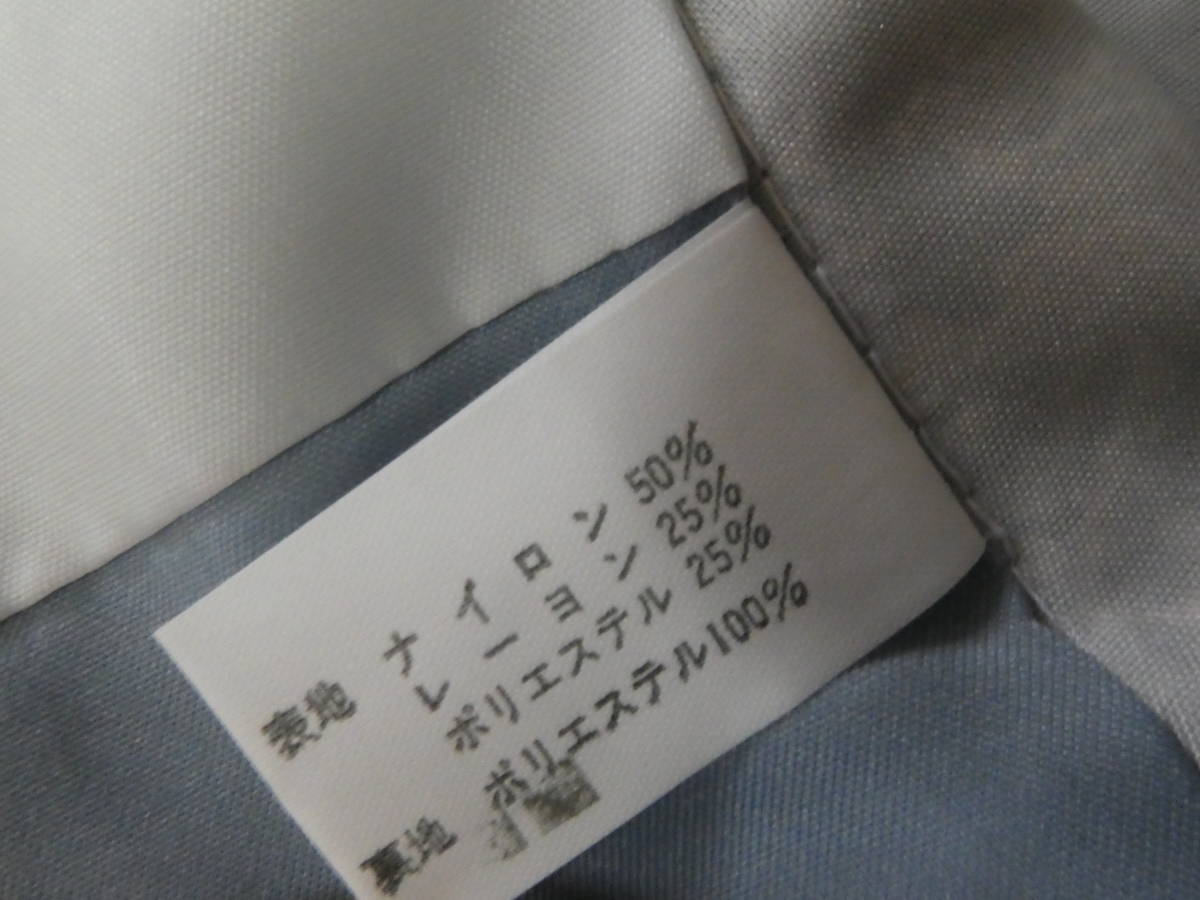 表地 ナイロン 50%
レーヨン 25%
ポリエステル 25%
裏地 ポリエステル100%